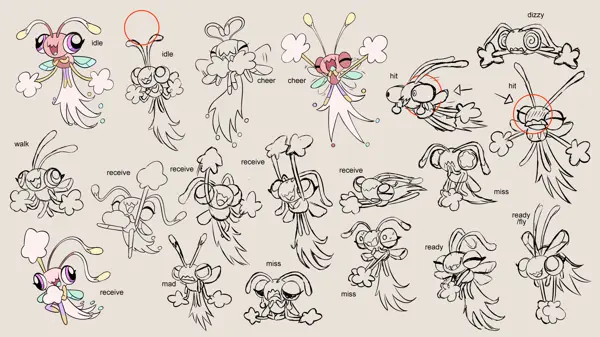 idle
idle
cheer
cheer
hit
dizzy
hit
walk
receive
receive
receive
receive
miss
ready
/fly
receive
mad
miss
miss
ready